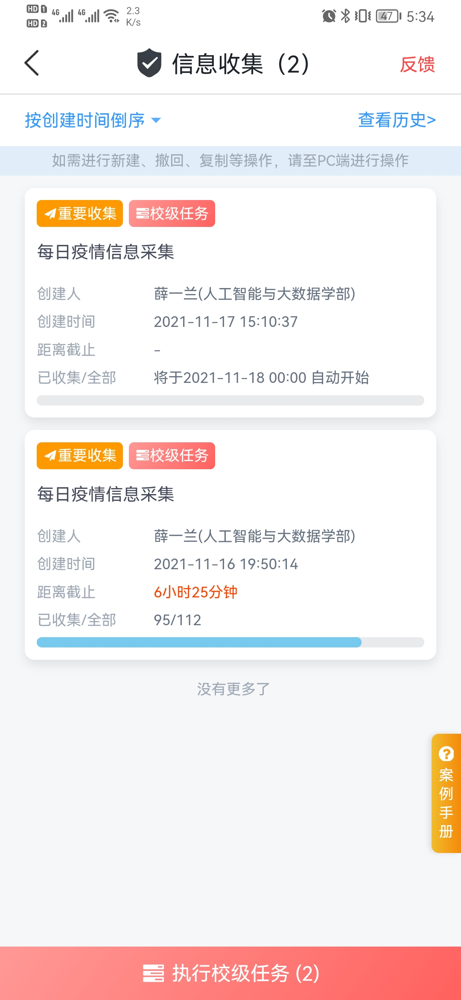 HD 1 4G 4G 2.3 K/s 47 5:34
HD 2
信息收集（2）
反馈
按创建时间倒序
查看历史>
如需进行新建、撤回、复制等操作，请至PC端进行操作
重要收集 校级任务
每日疫情信息采集
创建人 薛一兰(人工智能与大数据学部)
创建时间 2021-11-17 15:10:37
距离截止 -
已收集/全部 将于2021-11-18 00:00 自动开始
重要收集 校级任务
每日疫情信息采集
创建人 薛一兰(人工智能与大数据学部)
创建时间 2021-11-16 19:50:14
距离截止 6小时25分钟
已收集/全部 95/112
没有更多了
案例手册
执行校级任务 (2)